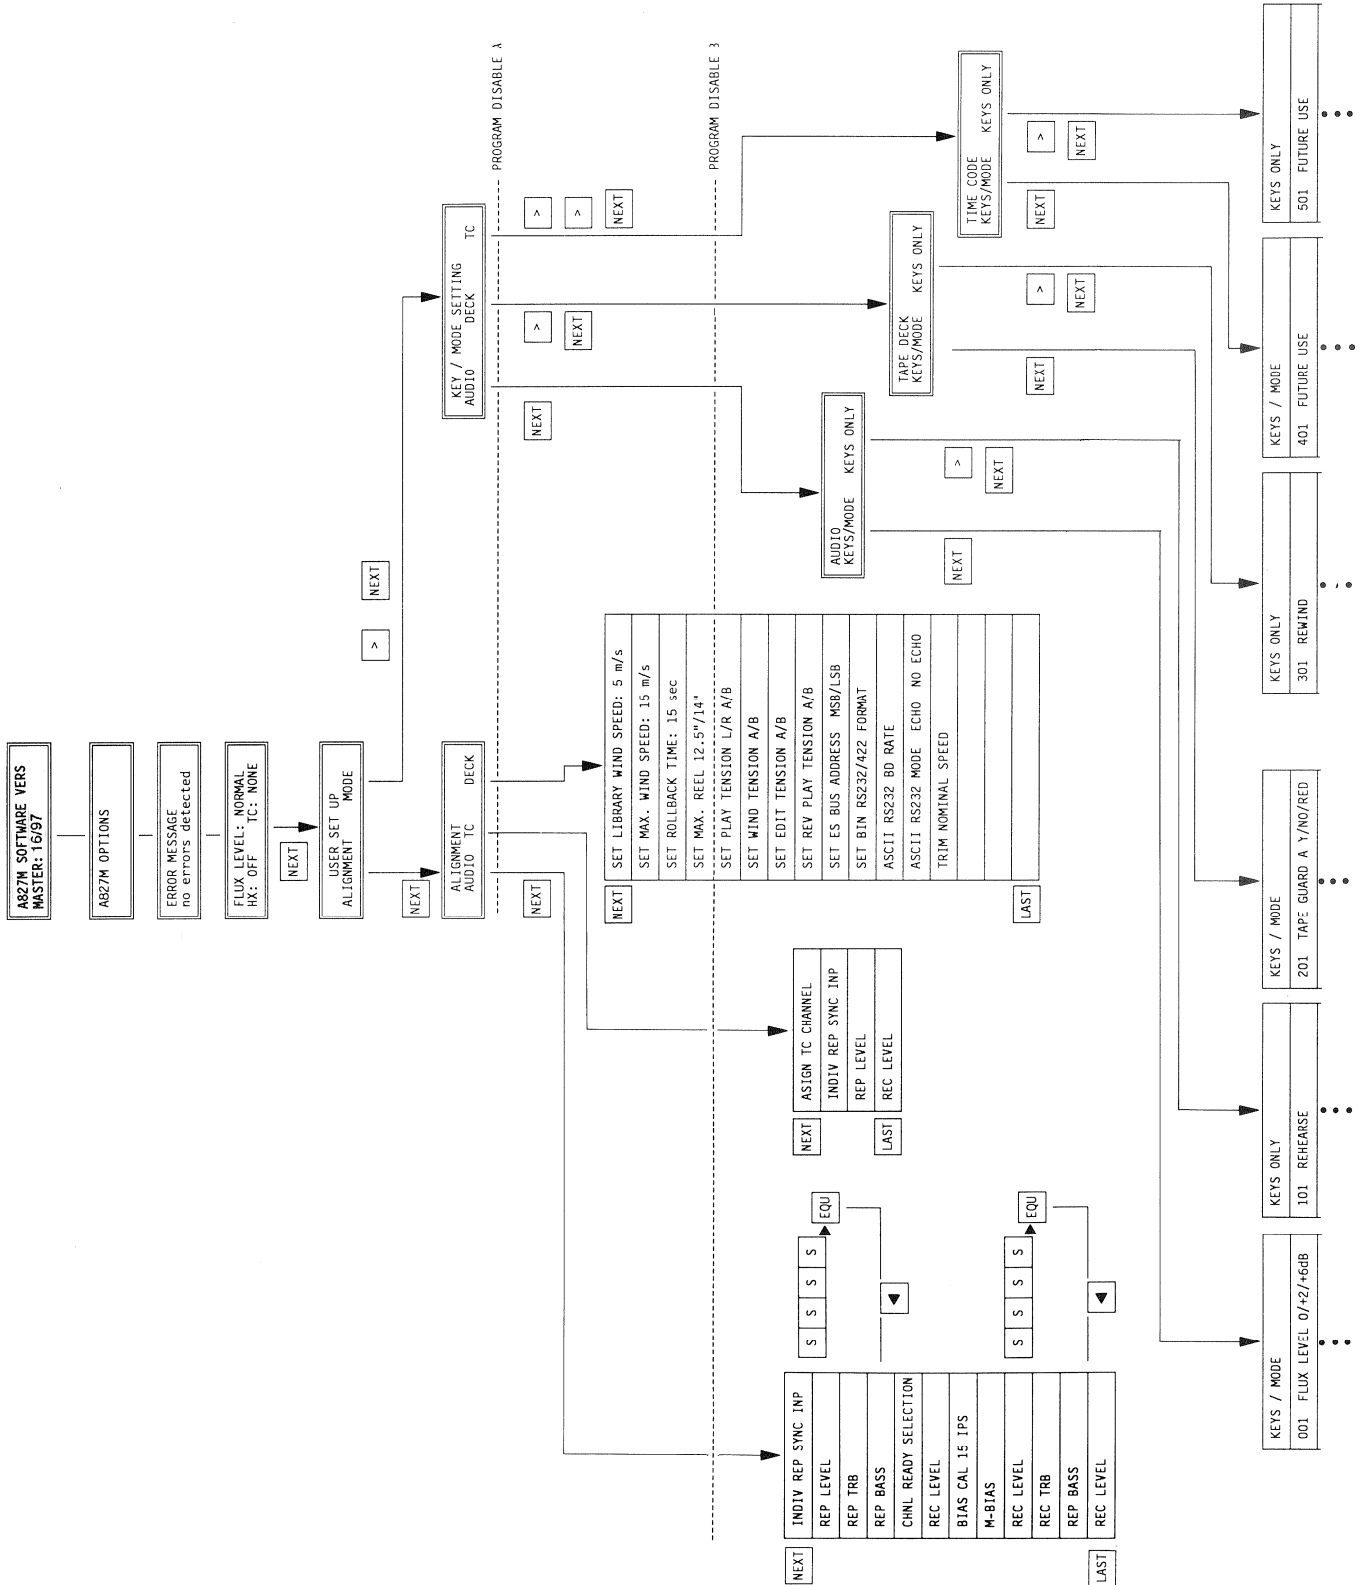 A827M SOFTWARE VERS
MASTER: 16/97
A827M OPTIONS
ERROR MESSAGE
no errors detected
FLUX LEVEL: NORMAL
HX: OFF TC: NONE
NEXT
USER SET UP
ALIGNMENT MODE
> NEXT
NEXT
ALIGNMENT
AUDIO TC DECK
KEY / MODE SETTING
AUDIO DECK TC
PROGRAM DISABLE
NEXT
NEXT
>
NEXT
>
>
NEXT
NEXT
SET LIBRARY WIND SPEED: 5 m/s
SET MAX. WIND SPEED: 15 m/s
SET ROLLBACK TIME: 15 sec
SET MAX. REEL 12.5"/14"
SET PLAY TENSION L/R A/B
SET WIND TENSION A/B
SET EDIT TENSION A/B
SET REV PLAY TENSION A/B
SET ES BUS ADDRESS MSB/LSB
SET BIN RS232/422 FORMAT
ASCII RS232 BD RATE
ASCII RS232 MODE ECHO NO ECHO
TRIM NOMINAL SPEED
LAST
PROGRAM DISABLE
NEXT
ASIGN TC CHANNEL
INDIV REP SYNC INP
REP LEVEL
REC LEVEL
LAST
NEXT
INDIV REP SYNC INP
REP LEVEL
REP TRB
REP BASS
CHNL READY SELECTION
REC LEVEL
BIAS CAL 15 IPS
M-BIAS
REC LEVEL
REC TRB
REP BASS
REC LEVEL
LAST
S S S S
EQU
S S S S
EQU
AUDIO
KEYS/MODE KEYS ONLY
NEXT
>
NEXT
TAPE DECK
KEYS/MODE KEYS ONLY
NEXT
>
NEXT
TIME CODE
KEYS/MODE KEYS ONLY
NEXT
>
NEXT
KEYS / MODE
001 FLUX LEVEL 0/+2/+6dB
KEYS ONLY
101 REHEARSE
KEYS / MODE
201 TAPE GUARD A Y/NO/RED
KEYS ONLY
301 REWIND
KEYS / MODE
401 FUTURE USE
KEYS ONLY
501 FUTURE USE